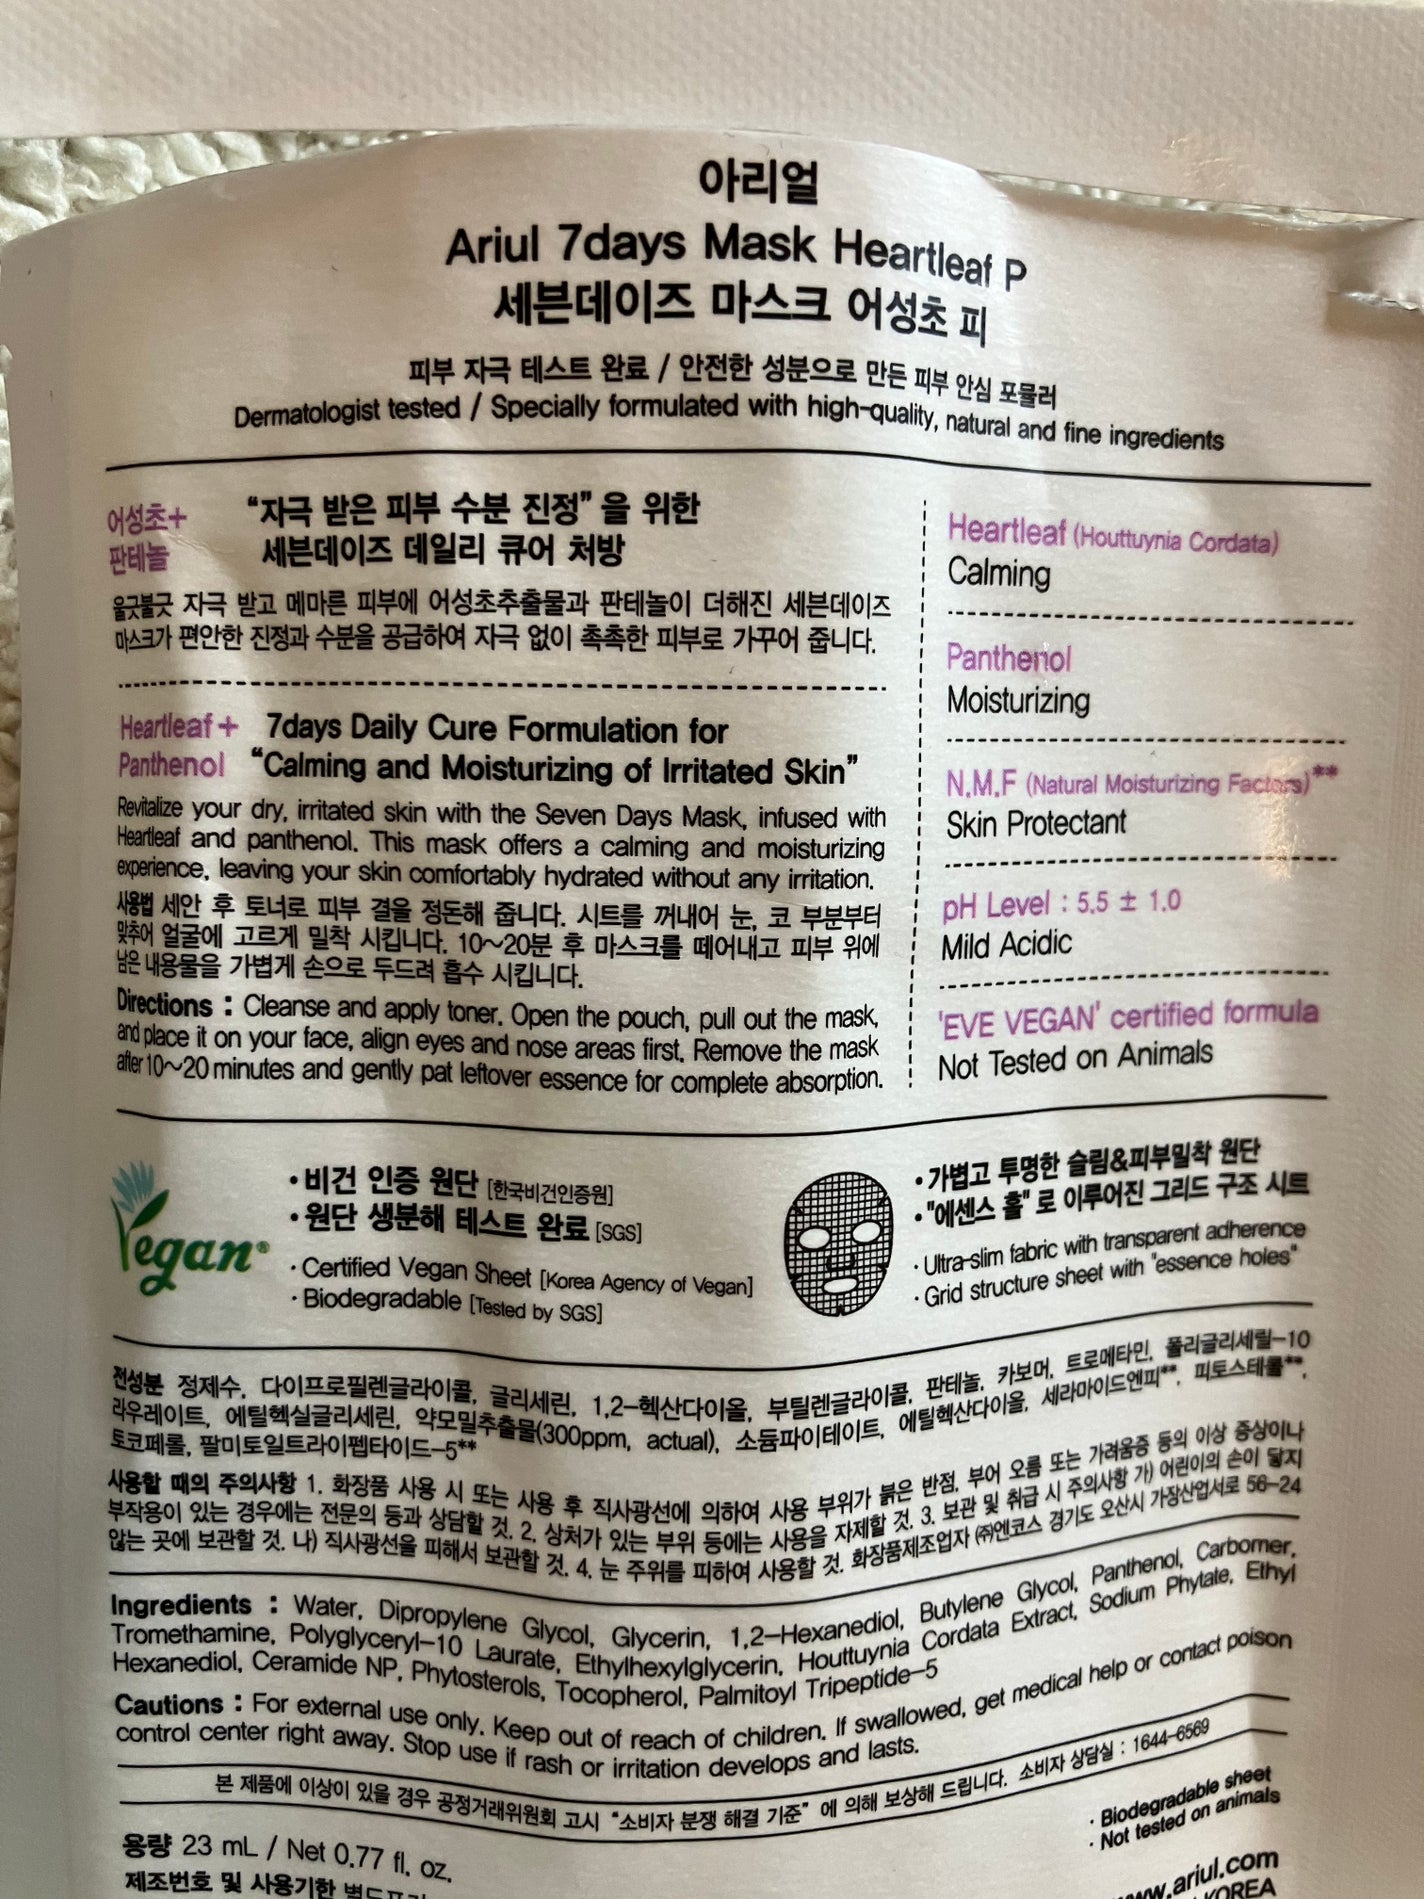 아리얼
Ariul 7days Mask Heartleaf P
세븐데이즈 마스크 어성초 피
피부 자극 테스트 완료 / 안전한 성분으로 만든 피부 안심 포뮬러
Dermatologist tested / Specially formulated with high-quality, natural and fine ingredients
어성초+
판테놀
“자극 받은 피부 수분 진정” 을 위한
세븐데이즈 데일리 큐어 처방
울긋불긋 자극 받고 메마른 피부에 어성초추출물과 판테놀이 더해진 세븐데이즈
마스크가 편안한 진정과 수분을 공급하여 자극 없이 촉촉한 피부로 가꾸어 줍니다.
Heartleaf +
Panthenol
7days Daily Cure Formulation for
“Calming and Moisturizing of Irritated Skin”
Revitalize your dry, irritated skin with the Seven Days Mask, infused with
Heartleaf and panthenol. This mask offers a calming and moisturizing
experience, leaving your skin comfortably hydrated without any irritation.
사용법 세안 후 토너로 피부 결을 정돈해 줍니다. 시트를 꺼내어 눈, 코 부분부터
맞추어 얼굴에 고르게 밀착 시킵니다. 10~20분 후 마스크를 떼어내고 피부 위에
남은 내용물을 가볍게 손으로 두드려 흡수 시킵니다.
Directions : Cleanse and apply toner. Open the pouch, pull out the mask,
and place it on your face, align eyes and nose areas first. Remove the mask
after 10~20 minutes and gently pat leftover essence for complete absorption.
Heartleaf (Houttuynia Cordata)
Calming
Panthenol
Moisturizing
N.M.F (Natural Moisturizing Factors)**
Skin Protectant
pH Level : 5.5 ± 1.0
Mild Acidic
'EVE VEGAN' certified formula
Not Tested on Animals
Vegan®
· 비건 인증 원단 [한국비건인증원]
· 원단 생분해 테스트 완료 [SGS]
· Certified Vegan Sheet [Korea Agency of Vegan]
· Biodegradable [Tested by SGS]
· 가볍고 투명한 슬림&피부밀착 원단
· "에센스 홀" 로 이루어진 그리드 구조 시트
· Ultra-slim fabric with transparent adherence
· Grid structure sheet with "essence holes"
전성분 정제수, 다이프로필렌글라이콜, 글리세린, 1,2-헥산다이올, 부틸렌글라이콜, 판테놀, 카보머, 트로메타민, 폴리글리세릴-10
라우레이트, 에틸헥실글리세린, 약모밀추출물(300ppm, actual), 소듐파이테이트, 에틸헥산다이올, 세라마이드엔피**, 피토스테롤**,
토코페롤, 팔미토일트라이펩타이드-5**
사용할 때의 주의사항 1. 화장품 사용 시 또는 사용 후 직사광선에 의하여 사용 부위가 붉은 반점, 부어 오름 또는 가려움증 등의 이상 증상이나
부작용이 있는 경우에는 전문의 등과 상담할 것. 2. 상처가 있는 부위 등에는 사용을 자제할 것. 3. 보관 및 취급 시 주의사항 가) 어린이의 손이 닿지
않는 곳에 보관할 것. 나) 직사광선을 피해서 보관할 것. 4. 눈 주위를 피하여 사용할 것. 화장품제조업자 ㈜엔코스 경기도 오산시 가장산업서로 56-24
Ingredients : Water, Dipropylene Glycol, Glycerin, 1,2-Hexanediol, Butylene Glycol, Panthenol, Carbomer,
Tromethamine, Polyglyceryl-10 Laurate, Ethylhexylglycerin, Houttuynia Cordata Extract, Sodium Phytate, Ethyl
Hexanediol, Ceramide NP, Phytosterols, Tocopherol, Palmitoyl Tripeptide-5
Cautions : For external use only. Keep out of reach of children. If swallowed, get medical help or contact poison
control center right away. Stop use if rash or irritation develops and lasts.
본 제품에 이상이 있을 경우 공정거래위원회 고시 “소비자 분쟁 해결 기준” 에 의해 보상해 드립니다. 소비자 상담실 : 1644-6569
· Biodegradable sheet
· Not tested on animals
용량 23 mL / Net 0.77 fl. oz.
제조번호 및 사용기한
www.ariul.com
KOREA